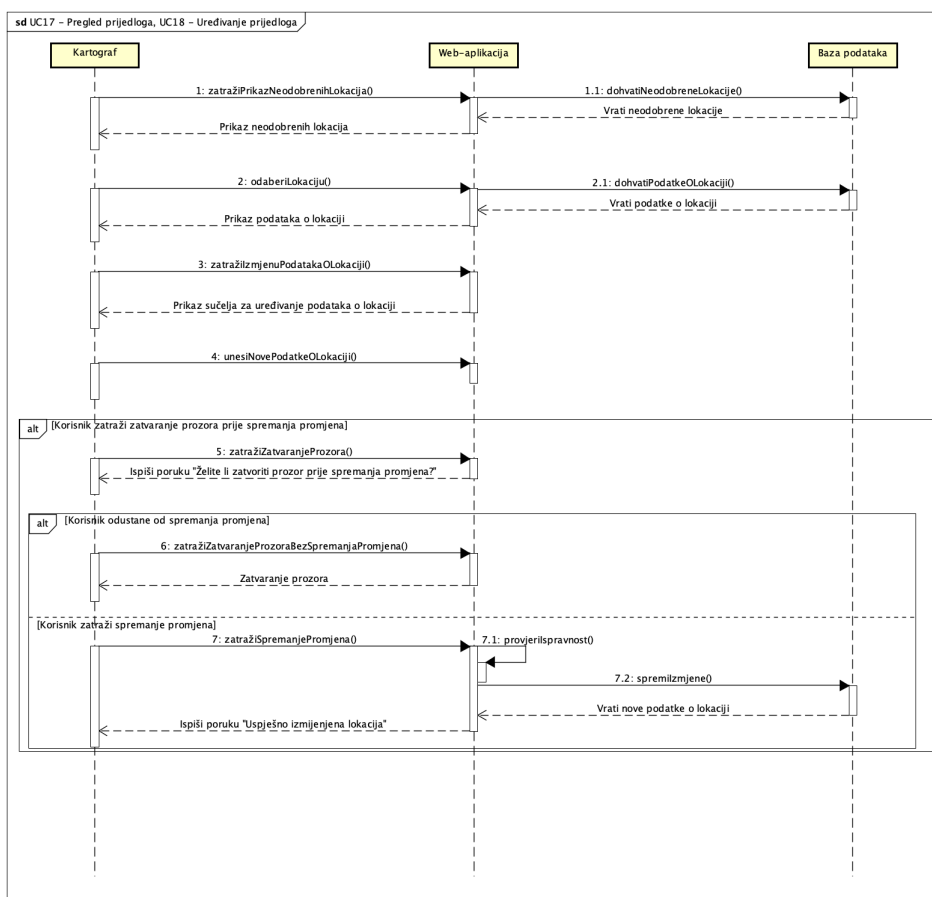 sd UC17 – Pregled prijedloga, UC18 – Uređivanje prijedloga
Kartograf
Web-aplikacija
Baza podataka
1: zatražiPrikazNeodobrenihLokacija()
1.1: dohvatiNeodobreneLokacije()
Vrati neodobrene lokacije
Prikaz neodobrenih lokacija
2: odaberiLokaciju()
2.1: dohvatiPodatkeOLokaciji()
Vrati podatke o lokaciji
Prikaz podataka o lokaciji
3: zatražiIzmjenuPodatakaOLokaciji()
Prikaz sučelja za uređivanje podataka o lokaciji
4: unesiNovePodatkeOLokaciji()
alt [Korisnik zatraži zatvaranje prozora prije spremanja promjena]
5: zatražiZatvaranjeProzora()
Ispiši poruku "Želite li zatvoriti prozor prije spremanja promjena?"
alt [Korisnik odustane od spremanja promjena]
6: zatražiZatvaranjeProzoraBezSpremanjaPromjena()
Zatvaranje prozora
[Korisnik zatraži spremanje promjena]
7: zatražiSpremanjePromjena()
7.1: provjeriIspravnost()
7.2: spremiIzmjene()
Vrati nove podatke o lokaciji
Ispiši poruku "Uspješno izmijenjena lokacija"